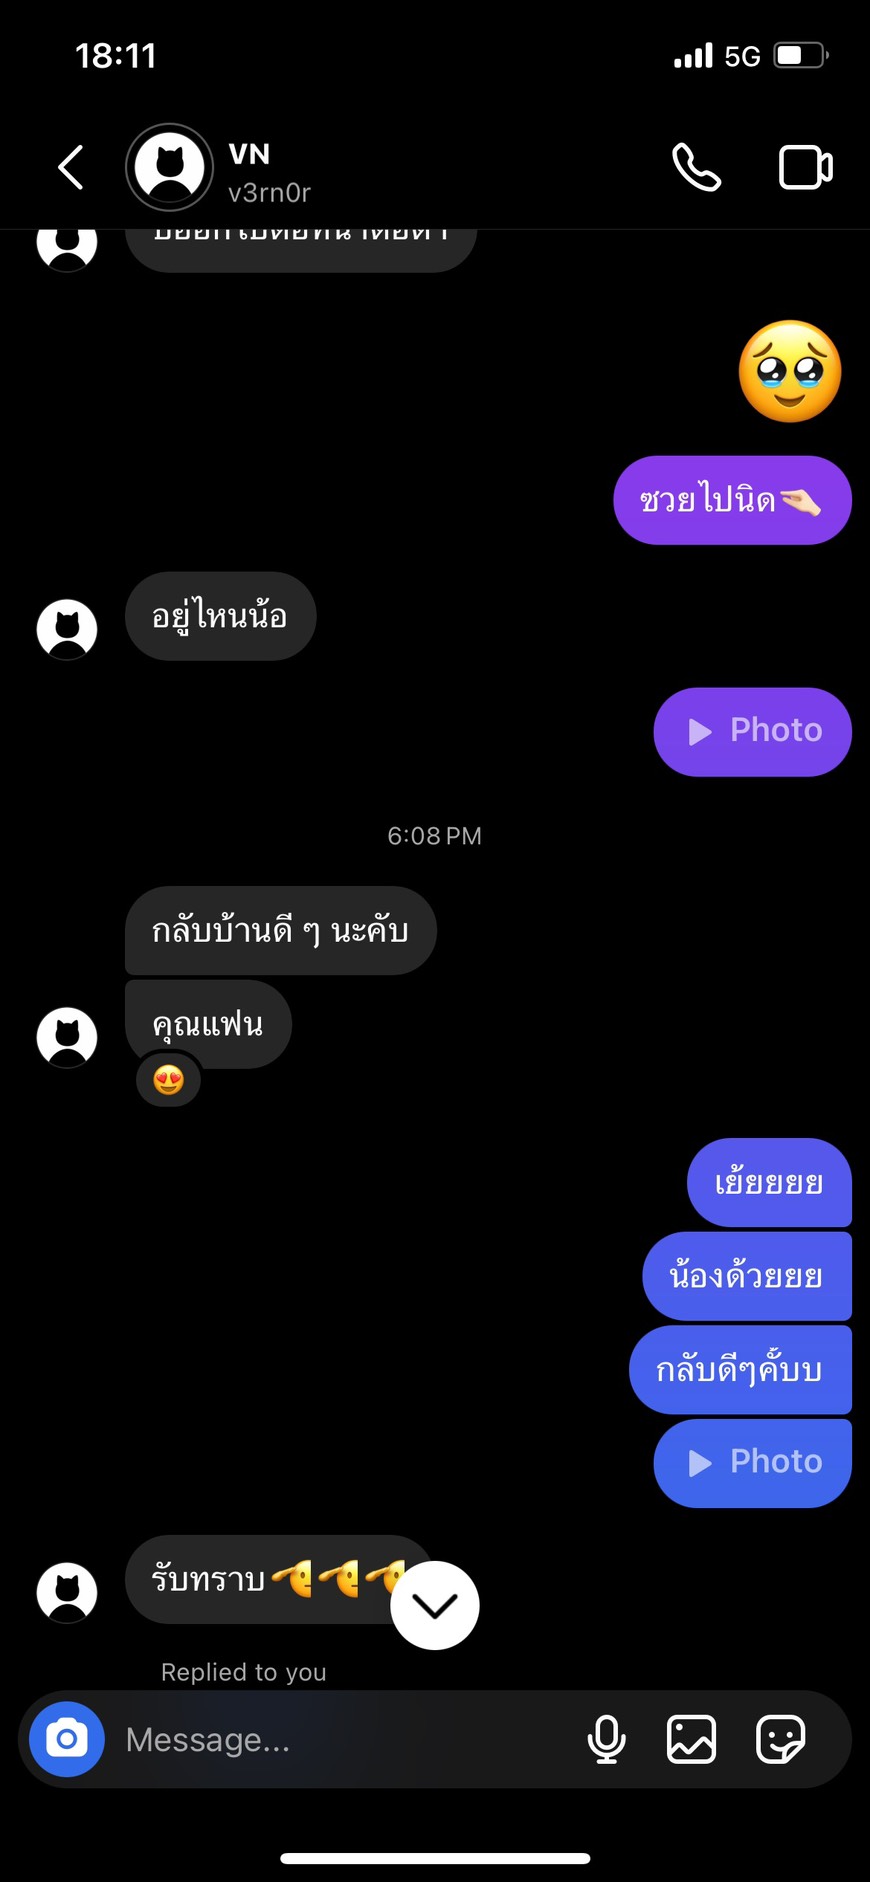 18:11
5G
VN
v3rn0r
ซวยไปนิด🤏🏻
อยู่ไหนน้อ
Photo
6:08 PM
กลับบ้านดี ๆ นะคับ
คุณแฟน
เย้ยยยย
น้องด้วยยย
กลับดีๆคั้บบ
Photo
รับทราบ
Replied to you
Message...